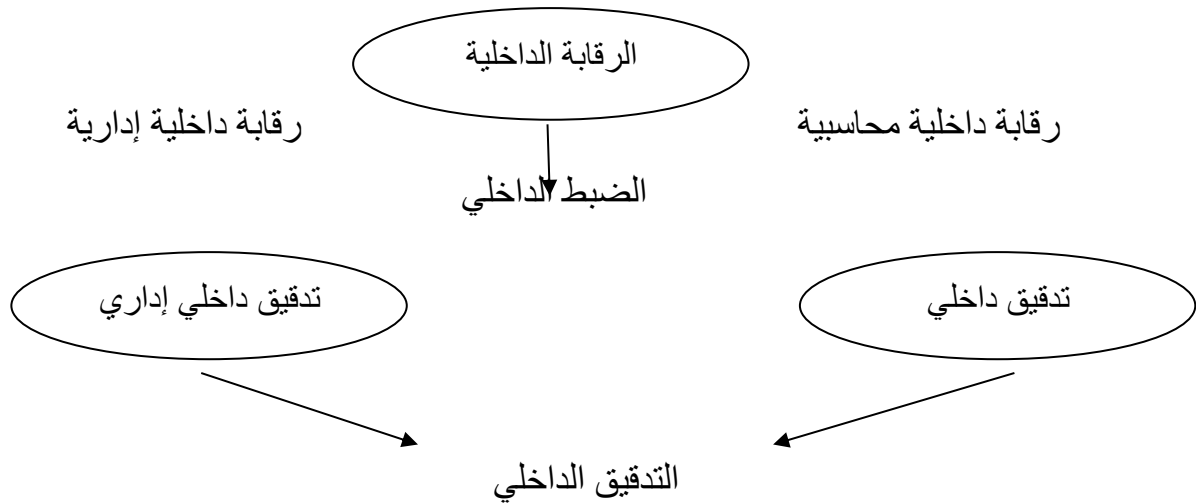 الرقابة الداخلية
رقابة داخلية محاسبية
رقابة داخلية إدارية
الضبط الداخلي
تدقيق داخلي
تدقيق داخلي إداري
التدقيق الداخلي